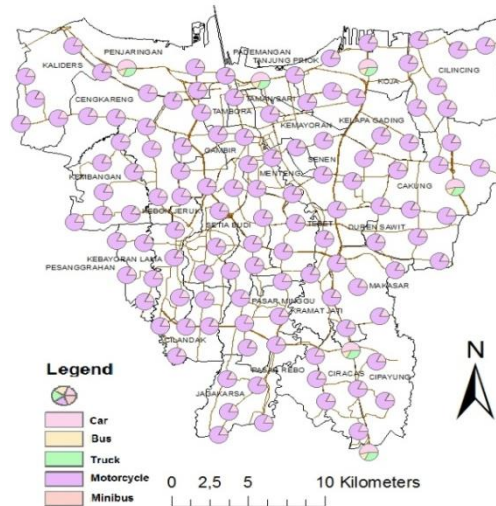 PENJARINGAN
PADEMANGAN
TANJUNG PRIOK
KALIDERS
KOJA
CILINCING
CENGKARENG
TAMAN SARI
TAMBORA
KEMAYORAN
KELAPA GADING
GAMBIR
SENEN
MENTENG
KEMBANGAN
CAKUNG
KEBON JERUK
SETIA BUDI
TEBET
DUREN SAWIT
KEBAYORAN LAMA
PESANGGRAHAN
MAKASAR
PASAR MINGGU
KRAMAT JATI
CILANDAK
PASAR REBO
CIRACAS
CIPAYUNG
JAGAKARSA
N
Legend
Car
Bus
Truck
Motorcycle
Minibus
0 2,5 5 10 Kilometers